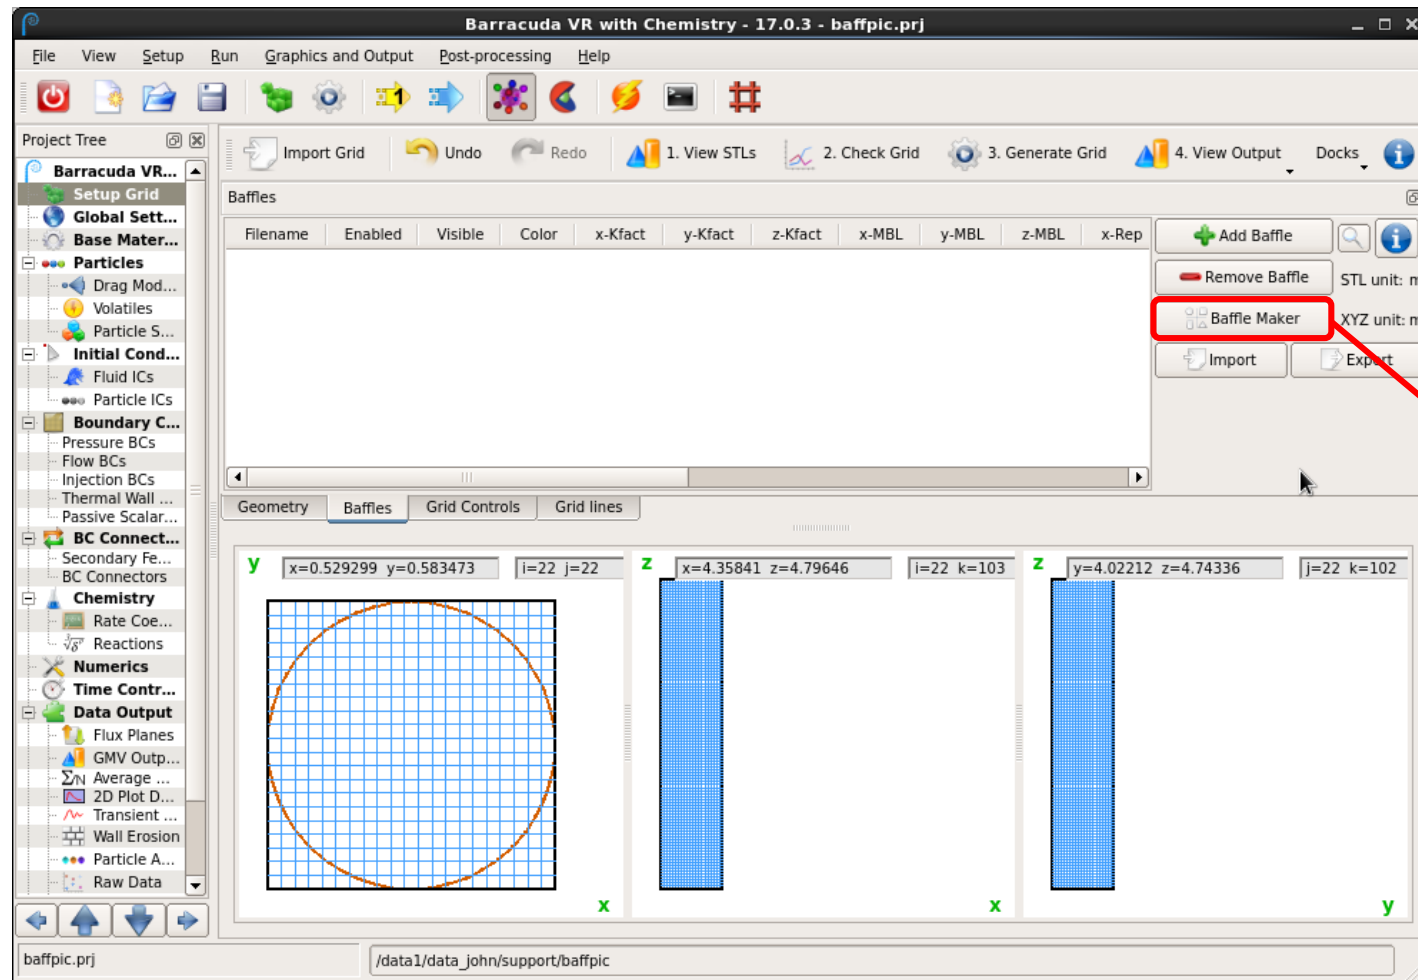 Barracuda VR with Chemistry - 17.0.3 - baffpic.prj
File View Setup Run Graphics and Output Post-processing Help
1
Project Tree
Import Grid Undo Redo 1. View STLs 2. Check Grid 3. Generate Grid 4. View Output Docks
Barracuda VR...
Setup Grid
Global Sett...
Base Mater...
Particles
Drag Mod...
Volatiles
Particle S...
Initial Cond...
Fluid ICs
Particle ICs
Boundary C...
Pressure BCs
Flow BCs
Injection BCs
Thermal Wall ...
Passive Scalar...
BC Connect...
Secondary Fe...
BC Connectors
Chemistry
Rate Coe...
Reactions
Numerics
Time Contr...
Data Output
Flux Planes
GMV Outp...
Average ...
2D Plot D...
Transient ...
Wall Erosion
Particle A...
Raw Data
Baffles
Filename Enabled Visible Color x-Kfact y-Kfact z-Kfact x-MBL y-MBL z-MBL x-Rep
Add Baffle
Remove Baffle STL unit: m
Baffle Maker XYZ unit: m
Import Export
Geometry Baffles Grid Controls Grid lines
y x=0.529299 y=0.583473 i=22 j=22
x
z x=4.35841 z=4.79646 i=22 k=103
x
z y=4.02212 z=4.74336 j=22 k=102
y
baffpic.prj /data1/data_john/support/baffpic